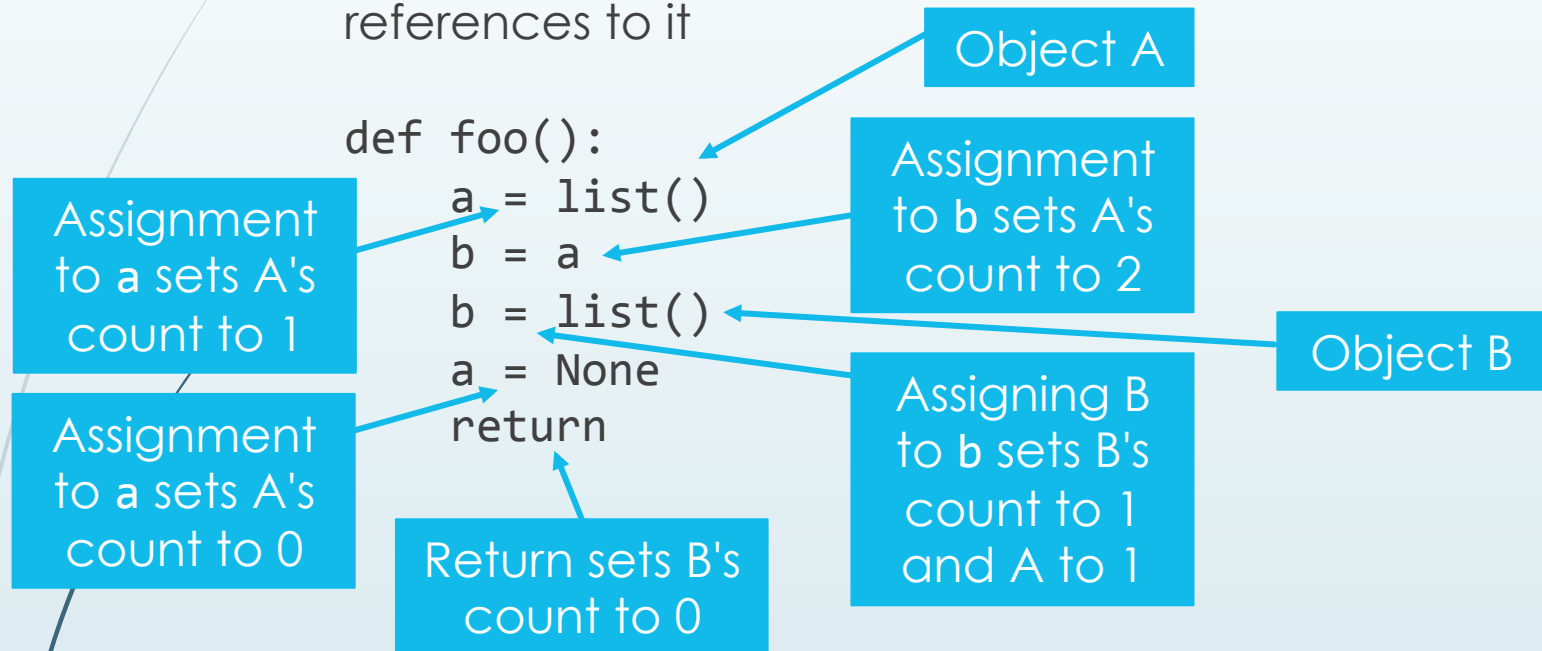 references to it
Object A
def foo():
    a = list()
    b = a
    b = list()
    a = None
    return
Assignment
to a sets A's
count to 1
Assignment
to b sets A's
count to 2
Object B
Assignment
to a sets A's
count to 0
Assigning B
to b sets B's
count to 1
and A to 1
Return sets B's
count to 0